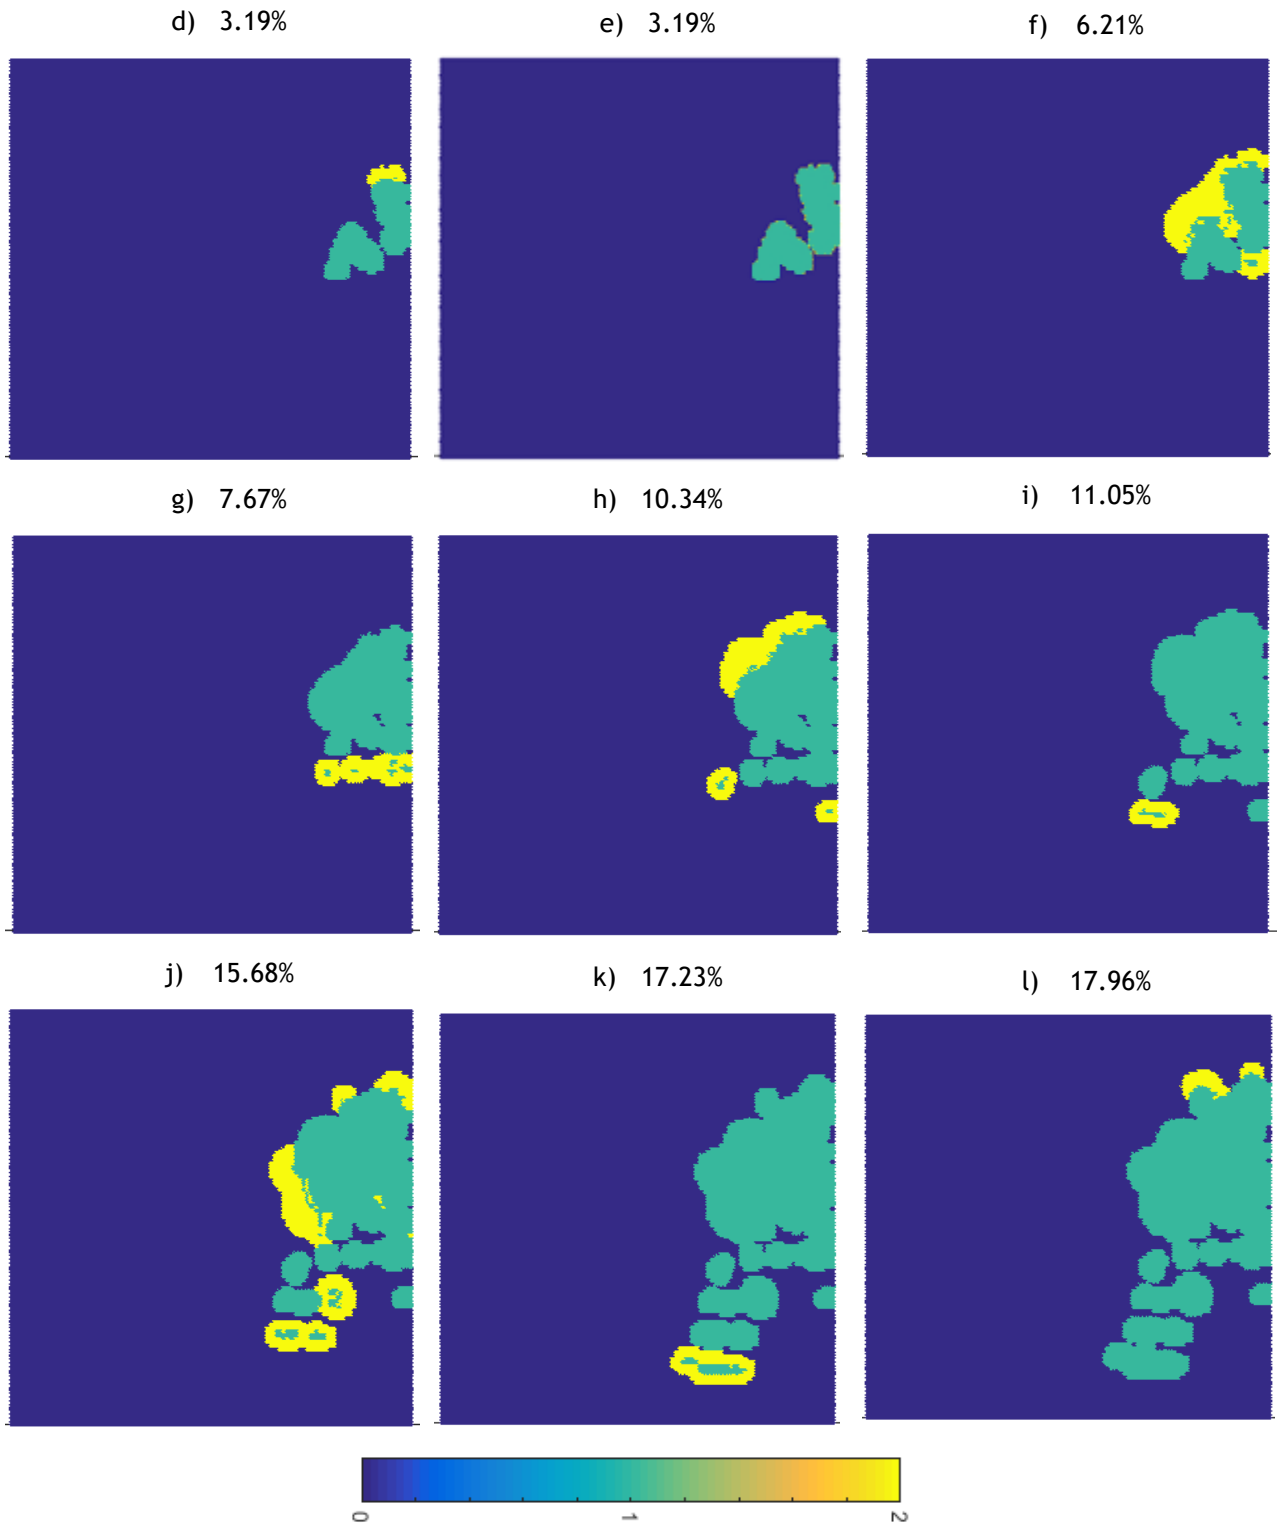 d) 3.19%
e) 3.19%
f) 6.21%
g) 7.67%
h) 10.34%
i) 11.05%
j) 15.68%
k) 17.23%
l) 17.96%
0 1 2